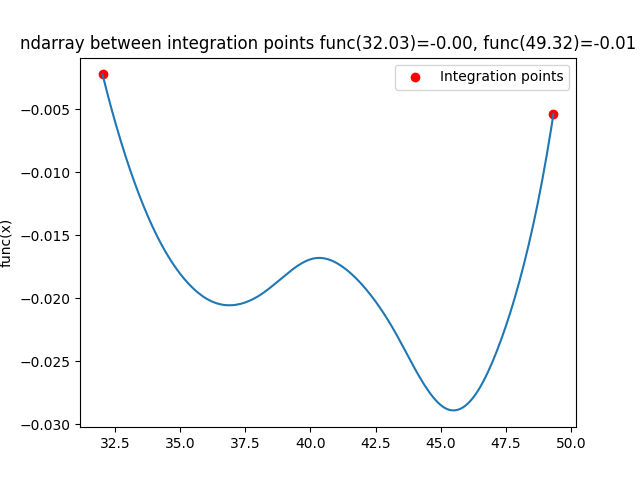 ndarray between integration points func(32.03)=-0.00, func(49.32)=-0.01
Integration points
func(x)
−0.005
−0.010
−0.015
−0.020
−0.025
−0.030
32.5 35.0 37.5 40.0 42.5 45.0 47.5 50.0